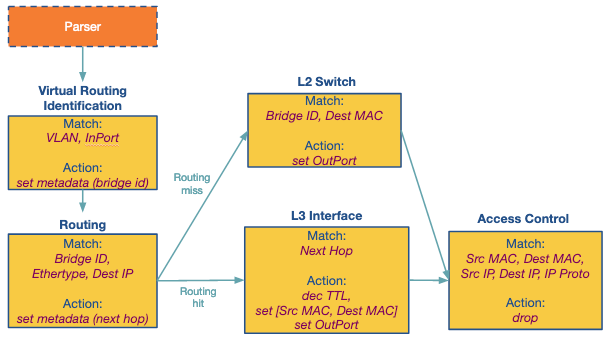 Parser
Virtual Routing
Identification
Match:
VLAN, InPort
Action:
set metadata (bridge id)
Routing
Match:
Bridge ID,
Ethertype, Dest IP
Action:
set metadata (next hop)
Routing
miss
Routing
hit
L2 Switch
Match:
Bridge ID, Dest MAC
Action:
set OutPort
L3 Interface
Match:
Next Hop
Action:
dec TTL,
set [Src MAC, Dest MAC]
set OutPort
Access Control
Match:
Src MAC, Dest MAC,
Src IP, Dest IP, IP Proto
Action:
drop